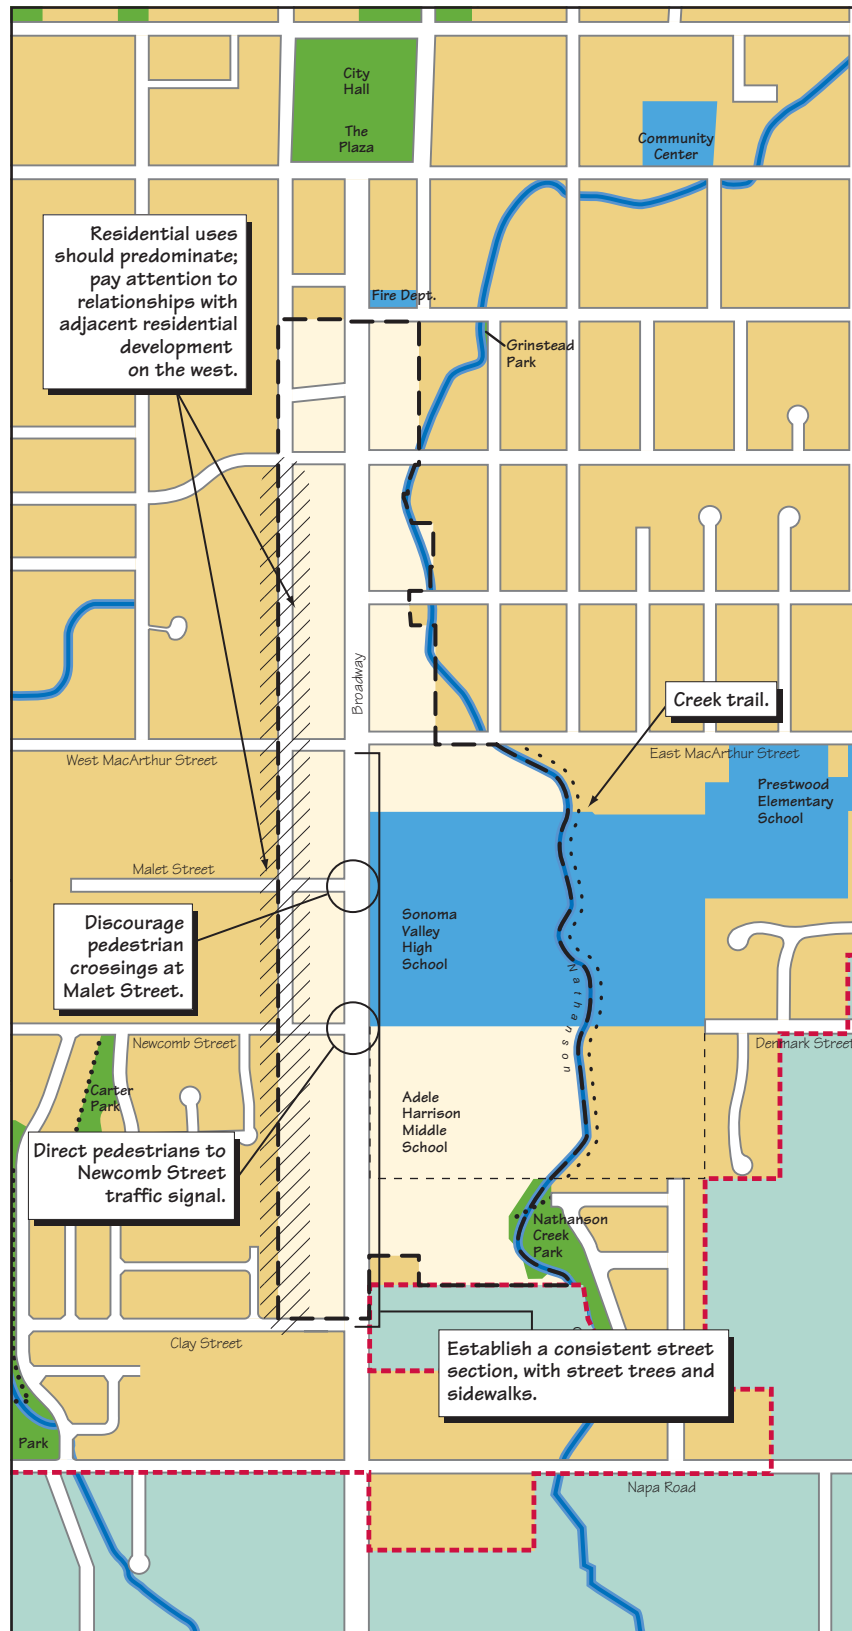 City
Hall
The
Plaza
Community
Center
Residential uses
should predominate;
pay attention to
relationships with
adjacent residential
development
on the west.
Fire Dept.
Grinstead
Park
Broadway
Creek trail.
West MacArthur Street
East MacArthur Street
Prestwood
Elementary
School
Malet Street
Discourage
pedestrian
crossings at
Malet Street.
Sonoma
Valley
High
School
Nathanson
Newcomb Street
Denmark Street
Carter
Park
Adele
Harrison
Middle
School
Direct pedestrians to
Newcomb Street
traffic signal.
Nathanson
Creek
Park
Clay Street
Establish a consistent street
section, with street trees and
sidewalks.
Park
Napa Road